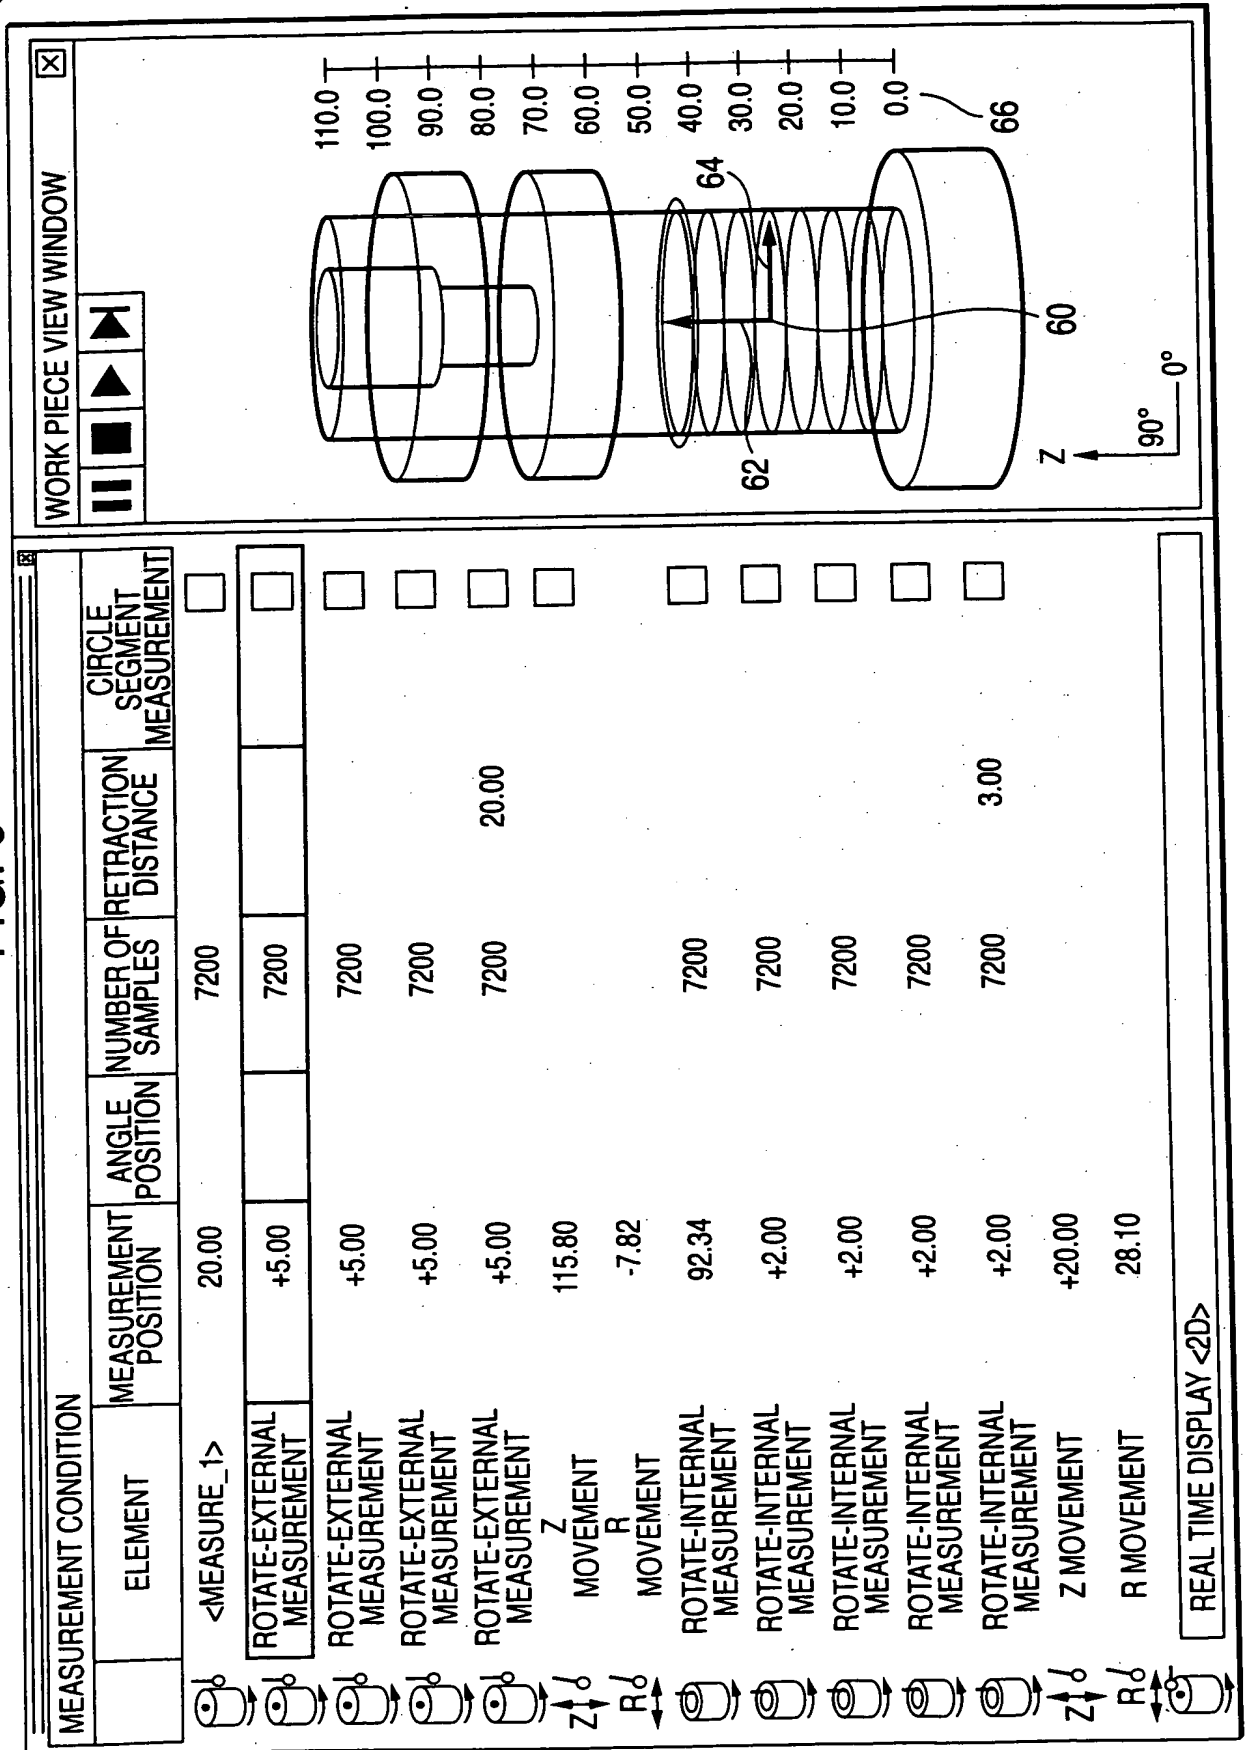 MEASUREMENT CONDITION
ELEMENT
MEASUREMENT
POSITION
ANGLE
POSITION
NUMBER OF
SAMPLES
RETRACTION
DISTANCE
CIRCLE
SEGMENT
MEASUREMENT
<MEASURE_1> 20.00 7200
ROTATE-EXTERNAL
MEASUREMENT +5.00 7200
ROTATE-EXTERNAL
MEASUREMENT +5.00 7200
ROTATE-EXTERNAL
MEASUREMENT +5.00 7200
ROTATE-EXTERNAL
MEASUREMENT +5.00 7200 20.00
Z
Z
MOVEMENT 115.80
R
R
MOVEMENT -7.82
ROTATE-INTERNAL
MEASUREMENT 92.34 7200
ROTATE-INTERNAL
MEASUREMENT +2.00 7200
ROTATE-INTERNAL
MEASUREMENT +2.00 7200
ROTATE-INTERNAL
MEASUREMENT +2.00 7200
ROTATE-INTERNAL
MEASUREMENT +2.00 7200 3.00
Z
Z MOVEMENT +20.00
R
R MOVEMENT 28.10
REAL TIME DISPLAY <2D>
WORK PIECE VIEW WINDOW
110.0
100.0
90.0
80.0
70.0
60.0
50.0
40.0
30.0
20.0
10.0
0.0
66
64
62
60
Z
90°
0°